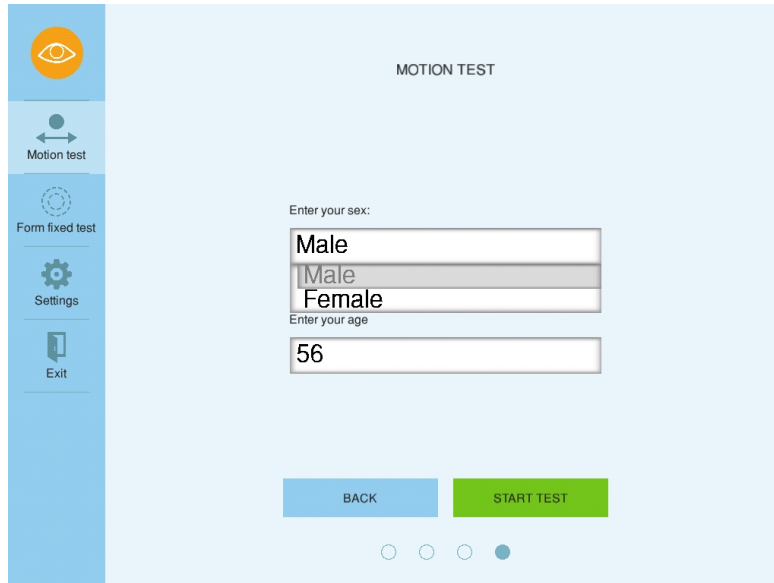 MOTION TEST
Motion test
Form fixed test
Settings
Exit
Enter your sex:
Male
Male
Female
Enter your age
56
BACK
START TEST